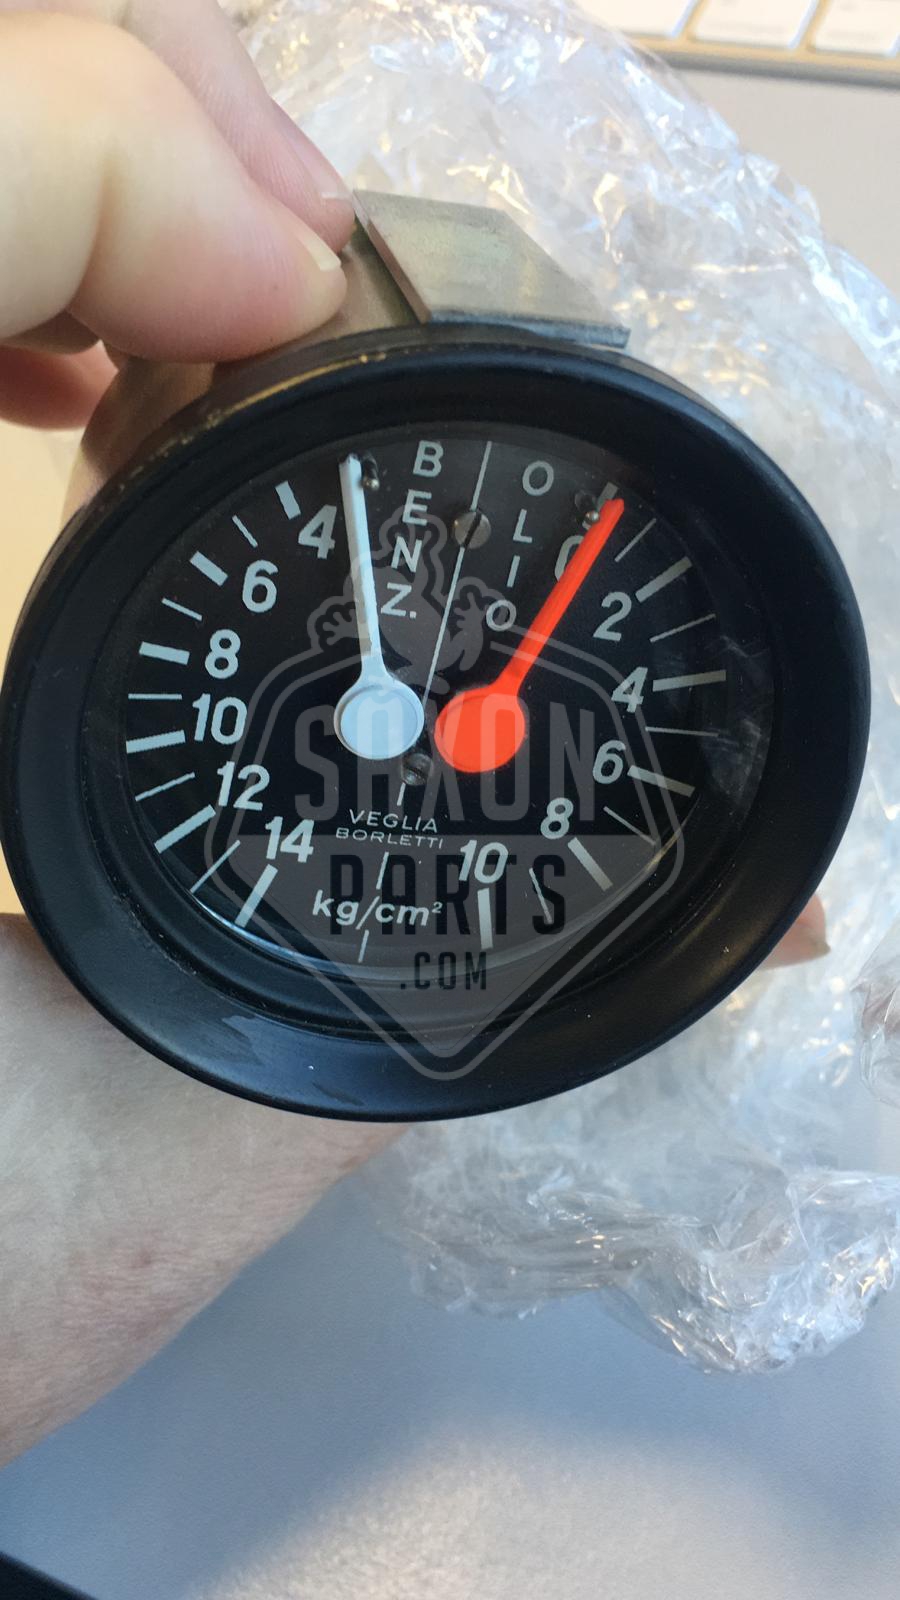 BENZ.
OLIO
4
6
8
10
12
14
0
2
4
6
8
10
VEGLIA
BORLETTI
kg/cm²
SAXON
PARTS
.COM